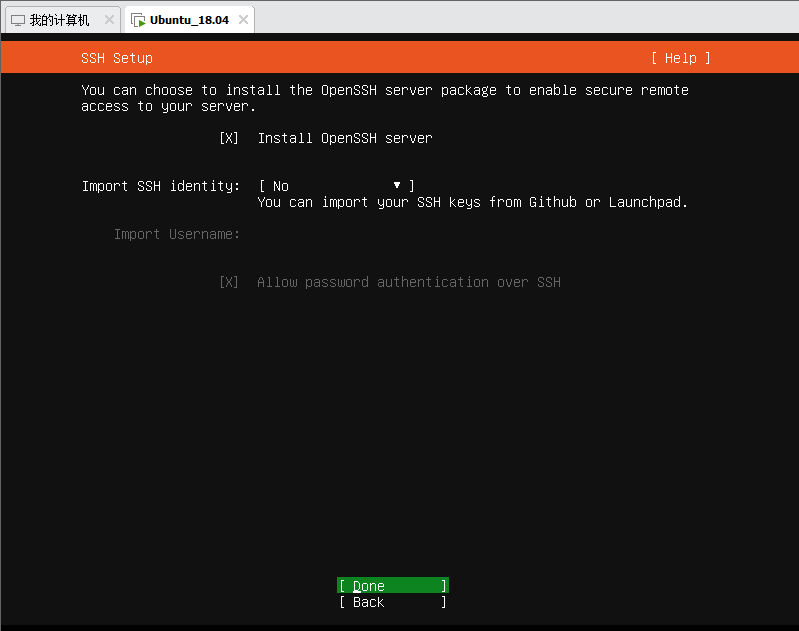 我的计算机 Ubuntu_18.04
SSH Setup [ Help ]
You can choose to install the OpenSSH server package to enable secure remote
access to your server.
[X] Install OpenSSH server
Import SSH identity: [ No ▼ ]
You can import your SSH keys from Github or Launchpad.
Import Username:
[X] Allow password authentication over SSH
[ Done ]
[ Back ]